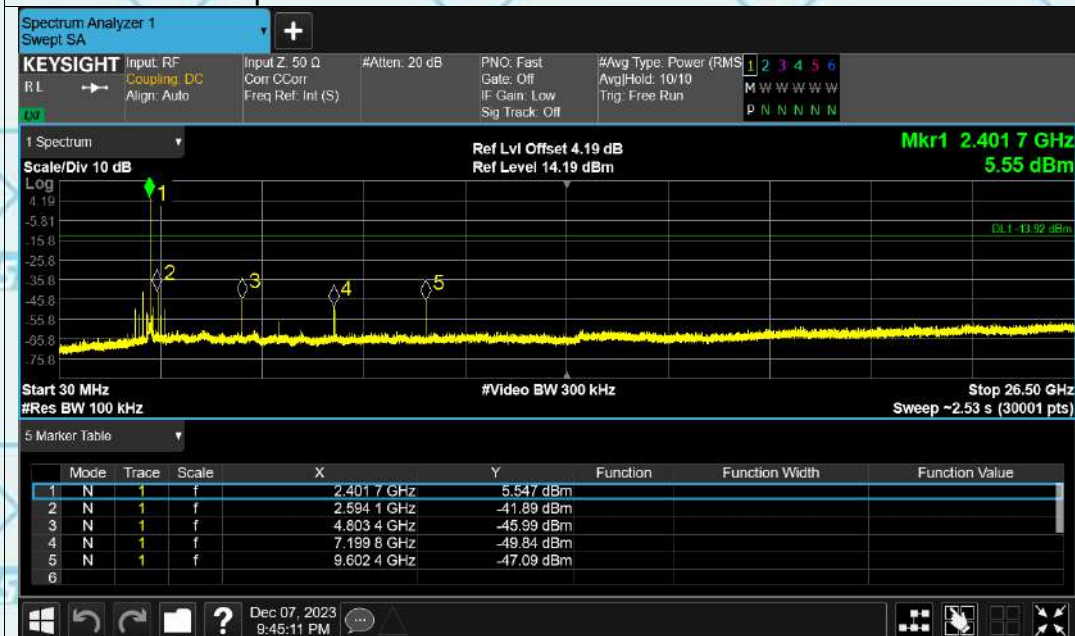 Spectrum Analyzer 1
Swept SA
+
KEYSIGHT Input: RF Input Z: 50 Ω #Atten: 20 dB PNO: Fast #Avg Type: Power (RMS 1 2 3 4 5 6
RL Coupling: DC Corr CCorr Gate: Off Avg|Hold: 10/10 M W W W W W
Align: Auto Freq Ref: Int (S) IF Gain: Low Trig: Free Run
LXI Sig Track: Off P N N N N N
1 Spectrum Ref Lvl Offset 4.19 dB Mkr1 2.401 7 GHz
Scale/Div 10 dB Ref Level 14.19 dBm 5.55 dBm
Log
4.19
-5.81
-15.8
-25.8
-35.8
-45.8
-55.8
-65.8
-75.8
1
2
3
4
5
DL1 -13.92 dBm
Start 30 MHz #Video BW 300 kHz Stop 26.50 GHz
#Res BW 100 kHz Sweep ~2.53 s (30001 pts)
5 Marker Table
Mode Trace Scale X Y Function Function Width Function Value
1 N 1 f 2.401 7 GHz 5.547 dBm
2 N 1 f 2.594 1 GHz -41.89 dBm
3 N 1 f 4.803 4 GHz -45.99 dBm
4 N 1 f 7.199 8 GHz -49.84 dBm
5 N 1 f 9.602 4 GHz -47.09 dBm
6
? Dec 07, 2023
9:45:11 PM